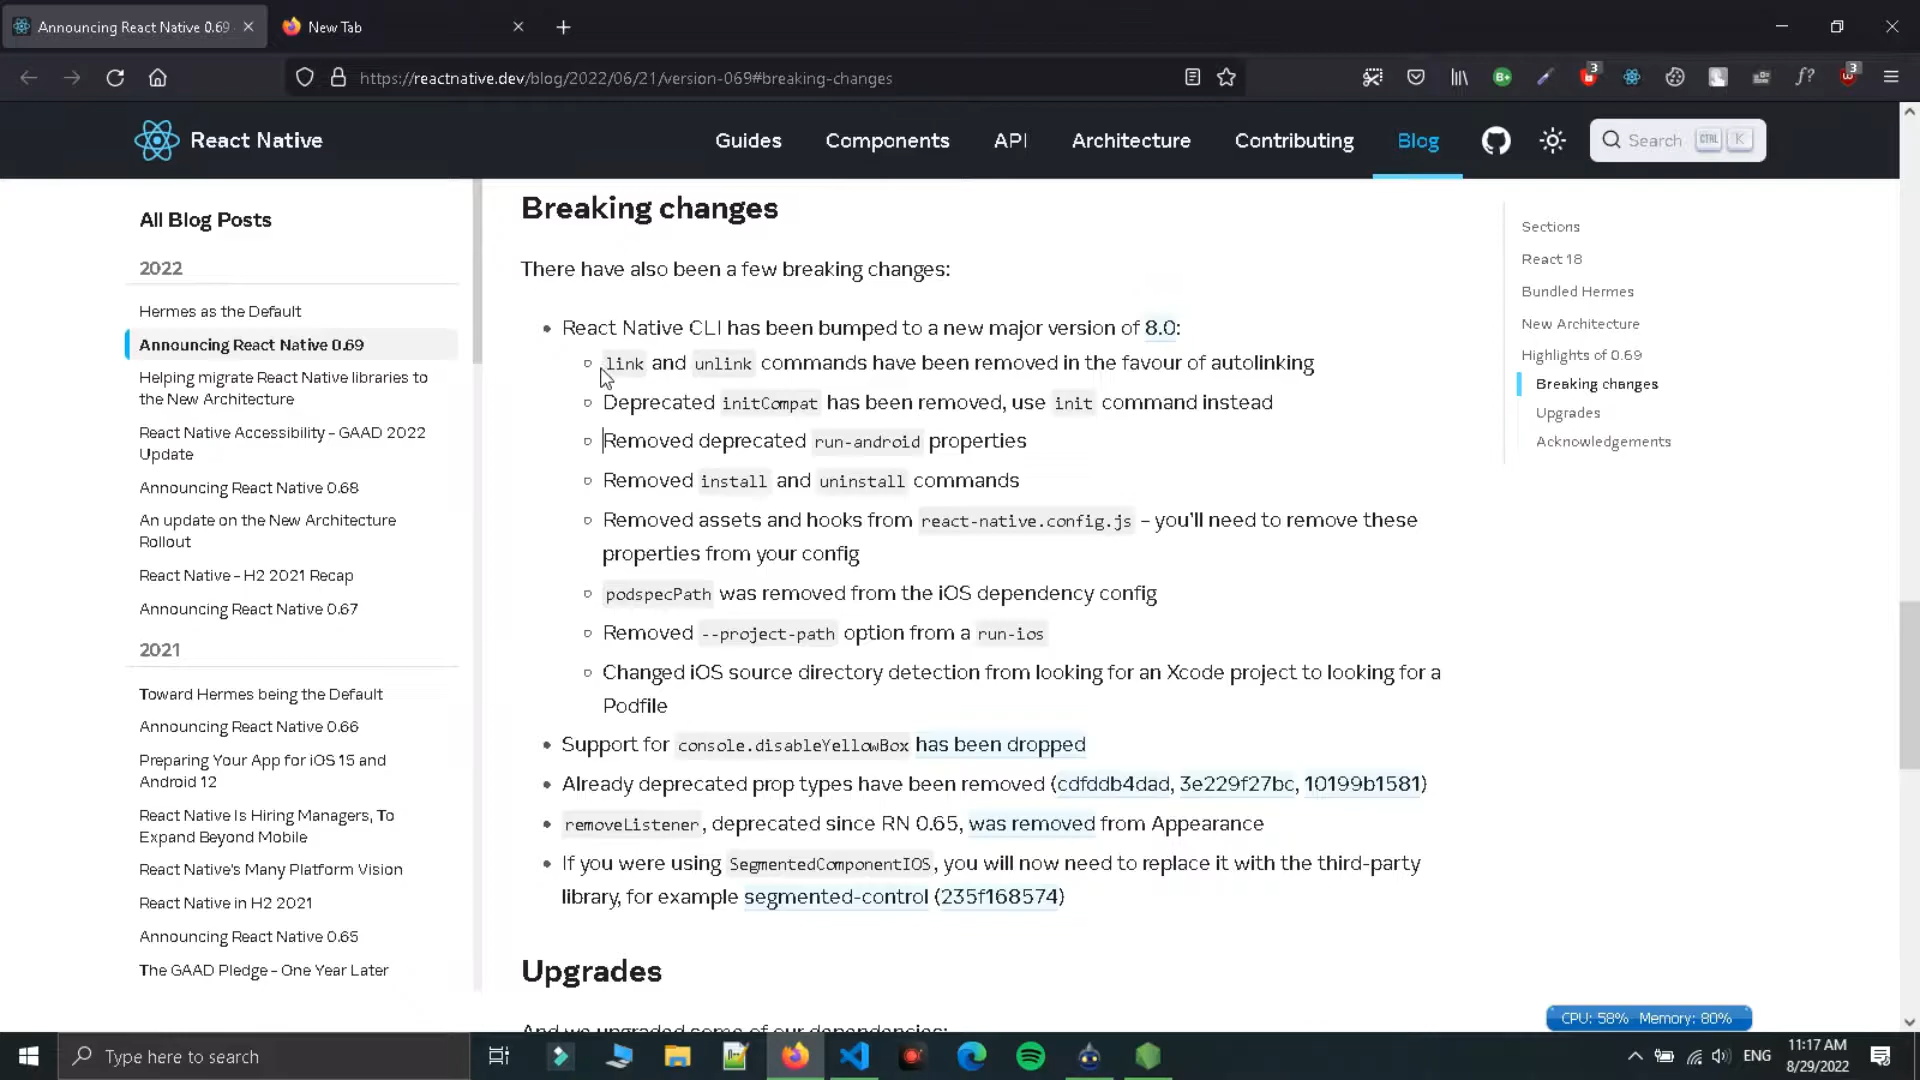 Announcing React Native 0.69
New Tab
https://reactnative.dev/blog/2022/06/21/version-069#breaking-changes
3
3
React Native
Guides
Components
API
Architecture
Contributing
Blog
Search CTRL K
All Blog Posts
2022
Hermes as the Default
Announcing React Native 0.69
Helping migrate React Native libraries to
the New Architecture
React Native Accessibility - GAAD 2022
Update
Announcing React Native 0.68
An update on the New Architecture
Rollout
React Native - H2 2021 Recap
Announcing React Native 0.67
2021
Toward Hermes being the Default
Announcing React Native 0.66
Preparing Your App for iOS 15 and
Android 12
React Native Is Hiring Managers, To
Expand Beyond Mobile
React Native's Many Platform Vision
React Native in H2 2021
Announcing React Native 0.65
The GAAD Pledge - One Year Later
Breaking changes
There have also been a few breaking changes:
React Native CLI has been bumped to a new major version of 8.0:
link and unlink commands have been removed in the favour of autolinking
Deprecated initCompat has been removed, use init command instead
Removed deprecated run-android properties
Removed install and uninstall commands
Removed assets and hooks from react-native.config.js – you'll need to remove these
properties from your config
podspecPath was removed from the iOS dependency config
Removed --project-path option from a run-ios
Changed iOS source directory detection from looking for an Xcode project to looking for a
Podfile
Support for console.disableYellowBox has been dropped
Already deprecated prop types have been removed (cdfddb4dad, 3e229f27bc, 10199b1581)
removeListener, deprecated since RN 0.65, was removed from Appearance
If you were using SegmentedComponentIOS, you will now need to replace it with the third-party
library, for example segmented-control (235f168574)
Upgrades
And we upgraded some of our dependencies:
Sections
React 18
Bundled Hermes
New Architecture
Highlights of 0.69
Breaking changes
Upgrades
Acknowledgements
CPU: 58% Memory: 80%
Type here to search
ENG
11:17 AM
8/29/2022